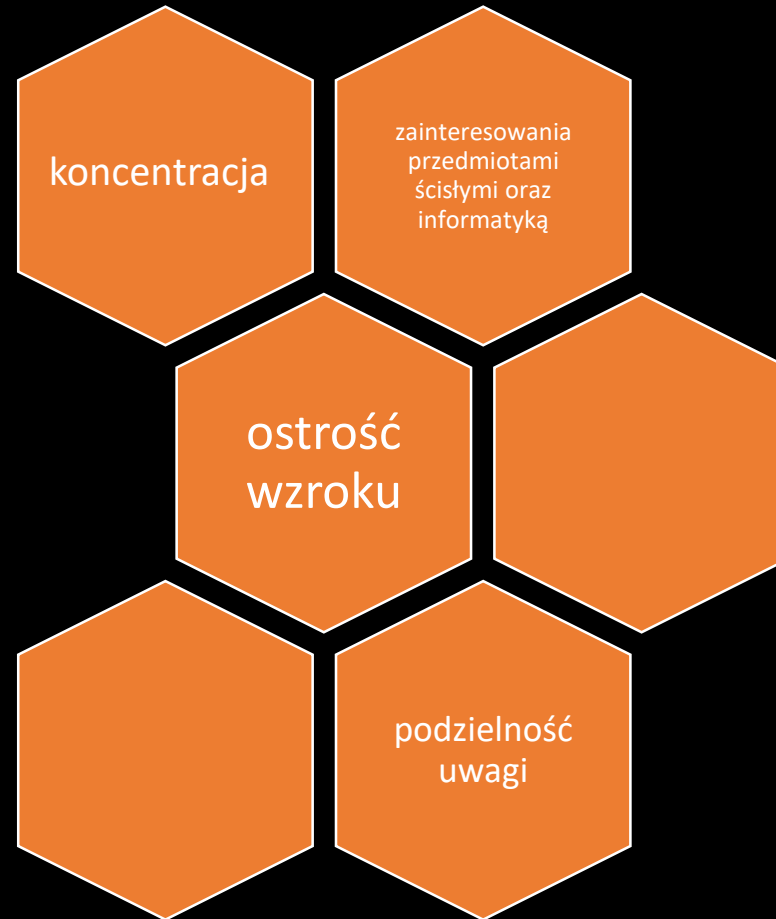 koncentracja
zainteresowania
przedmiotami
ścisłymi oraz
informatyką
ostrość
wzroku
podzielność
uwagi